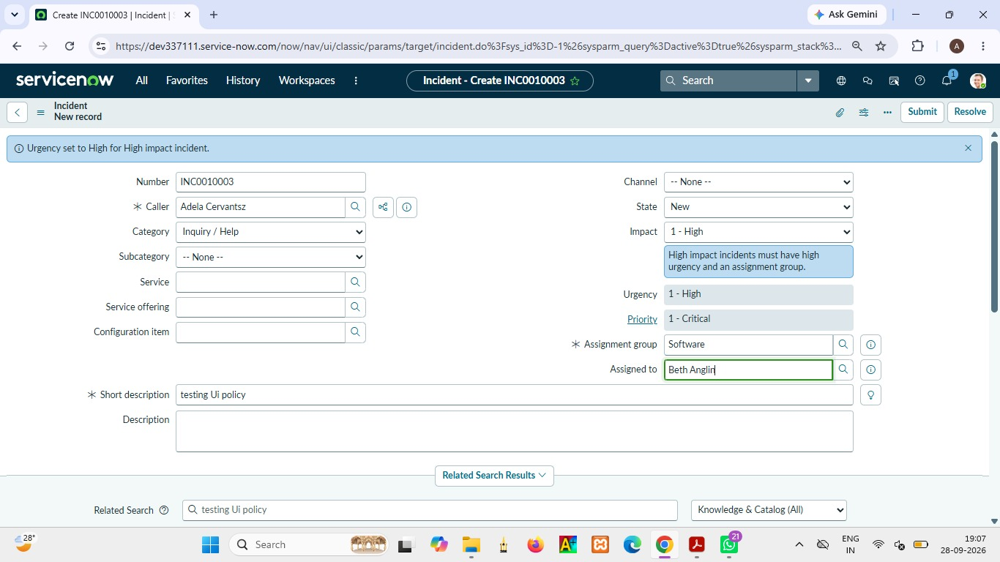 Create INC0010003 | Incident |
Ask Gemini
https://dev337111.service-now.com/now/nav/ui/classic/params/target/incident.do%3Fsys_id%3D-1%26sysparm_query%3Dactive%3Dtrue%26sysparm_stack%3...
A
servicenow
All
Favorites
History
Workspaces
Incident - Create INC0010003
Search
1
Incident
New record
Submit
Resolve
Urgency set to High for High impact incident.
Number INC0010003
Channel -- None --
Caller Adela Cervantsz
State New
Category Inquiry / Help
Impact 1 - High
Subcategory -- None --
High impact incidents must have high
urgency and an assignment group.
Service
Urgency 1 - High
Service offering
Priority 1 - Critical
Configuration item
Assignment group Software
Assigned to Beth Anglin
Short description testing Ui policy
Description
Related Search Results
Related Search testing Ui policy Knowledge & Catalog (All)
28°
Search
21
ENG
IN
19:07
28-09-2026